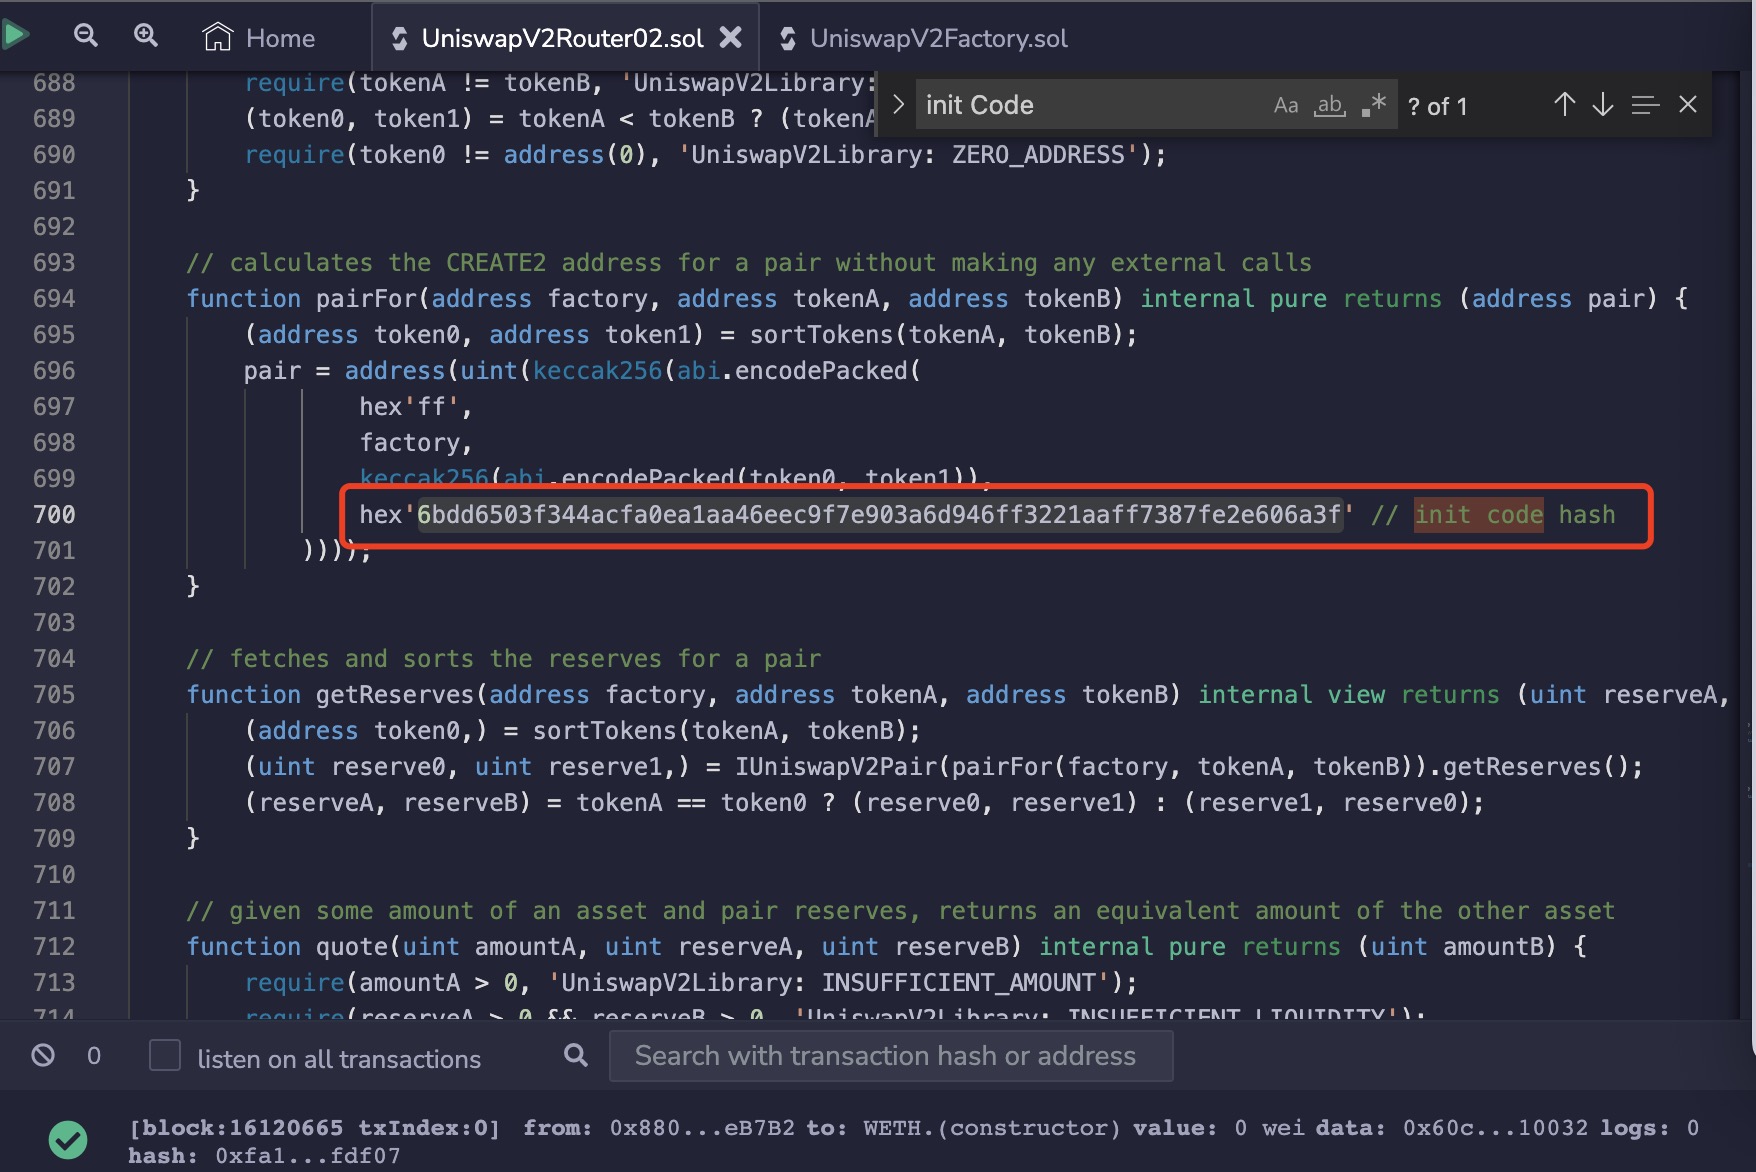 Home
UniswapV2Router02.sol
UniswapV2Factory.sol
init Code
Aa ab .* ? of 1
688 require(tokenA != tokenB, 'UniswapV2Library:
689 (token0, token1) = tokenA < tokenB ? (tokenA
690 require(token0 != address(0), 'UniswapV2Library: ZERO_ADDRESS');
691 }
692
693 // calculates the CREATE2 address for a pair without making any external calls
694 function pairFor(address factory, address tokenA, address tokenB) internal pure returns (address pair) {
695 (address token0, address token1) = sortTokens(tokenA, tokenB);
696 pair = address(uint(keccak256(abi.encodePacked(
697 hex'ff',
698 factory,
699 keccak256(abi.encodePacked(token0, token1)),
700 hex'6bdd6503f344acfa0ea1aa46eec9f7e903a6d946ff3221aaff7387fe2e606a3f' // init code hash
701 ))));
702 }
703
704 // fetches and sorts the reserves for a pair
705 function getReserves(address factory, address tokenA, address tokenB) internal view returns (uint reserveA,
706 (address token0,) = sortTokens(tokenA, tokenB);
707 (uint reserve0, uint reserve1,) = IUniswapV2Pair(pairFor(factory, tokenA, tokenB)).getReserves();
708 (reserveA, reserveB) = tokenA == token0 ? (reserve0, reserve1) : (reserve1, reserve0);
709 }
710
711 // given some amount of an asset and pair reserves, returns an equivalent amount of the other asset
712 function quote(uint amountA, uint reserveA, uint reserveB) internal pure returns (uint amountB) {
713 require(amountA > 0, 'UniswapV2Library: INSUFFICIENT_AMOUNT');
714 require(reserveA > 0 && reserveB > 0, 'UniswapV2Library: INSUFFICIENT_LIQUIDITY');
0
listen on all transactions
Search with transaction hash or address
[block:16120665 txIndex:0] from: 0x880...eB7B2 to: WETH.(constructor) value: 0 wei data: 0x60c...10032 logs: 0
hash: 0xfa1...fdf07